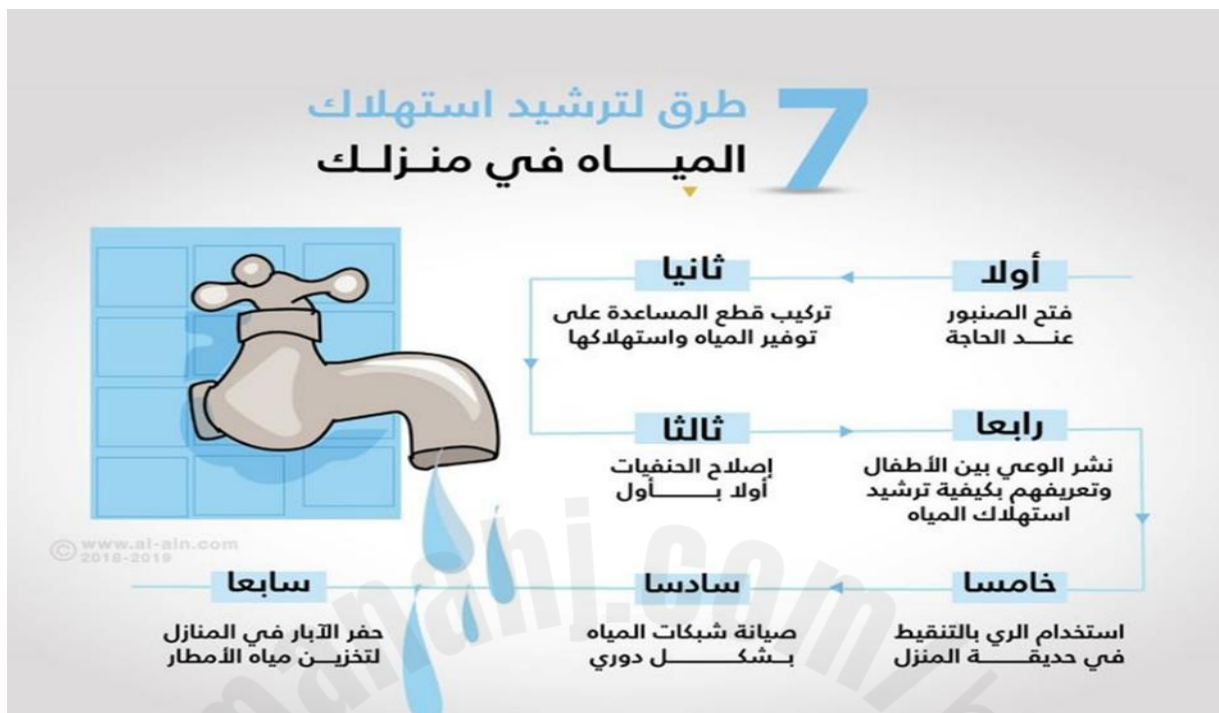 7 طرق لترشيد استهلاك
المياه في منزلك
أولا
فتح الصنبور
عند الحاجة
ثانيا
تركيب قطع المساعدة على
توفير المياه واستهلاكها
ثالثا
إصلاح الحنفيات
أولا بأول
رابعا
نشر الوعي بين الأطفال
وتعريفهم بكيفية ترشيد
استهلاك المياه
خامسا
استخدام الري بالتنقيط
في حديقة المنزل
سادسا
صيانة شبكات المياه
بشكل دوري
سابعا
حفر الآبار في المنازل
لتخزين مياه الأمطار
© www.al-ain.com
2018-2019